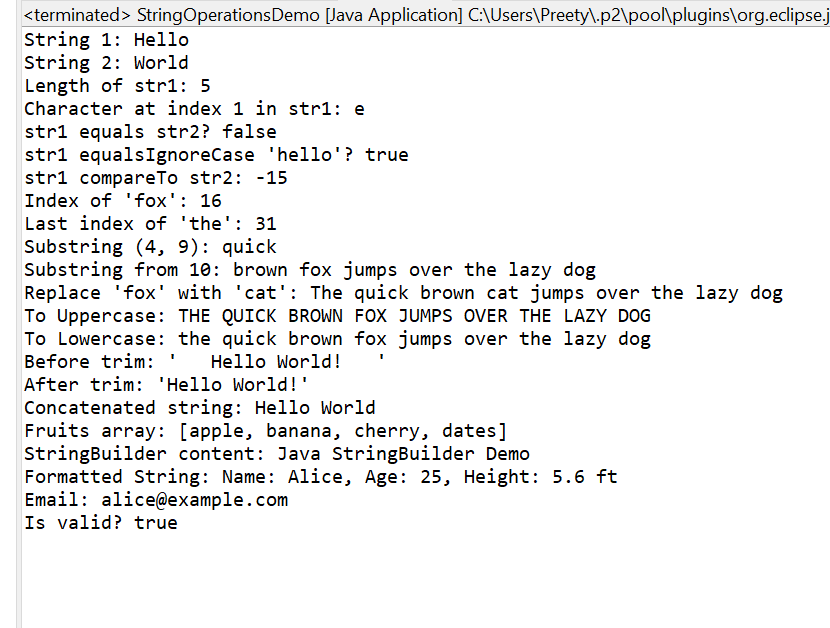 <terminated> StringOperationsDemo [Java Application] C:\Users\Preety\.p2\pool\plugins\org.eclipse.j
String 1: Hello
String 2: World
Length of str1: 5
Character at index 1 in str1: e
str1 equals str2? false
str1 equalsIgnoreCase 'hello'? true
str1 compareTo str2: -15
Index of 'fox': 16
Last index of 'the': 31
Substring (4, 9): quick
Substring from 10: brown fox jumps over the lazy dog
Replace 'fox' with 'cat': The quick brown cat jumps over the lazy dog
To Uppercase: THE QUICK BROWN FOX JUMPS OVER THE LAZY DOG
To Lowercase: the quick brown fox jumps over the lazy dog
Before trim: '   Hello World!   '
After trim: 'Hello World!'
Concatenated string: Hello World
Fruits array: [apple, banana, cherry, dates]
StringBuilder content: Java StringBuilder Demo
Formatted String: Name: Alice, Age: 25, Height: 5.6 ft
Email: alice@example.com
Is valid? true